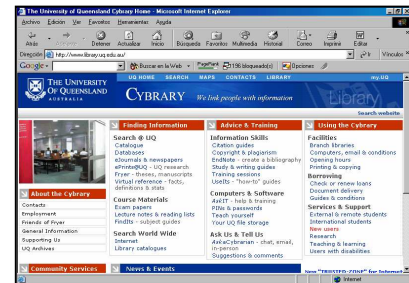 The University of Queensland Cybrary Home - Microsoft Internet Explorer
Archivo Edición Ver Favoritos Herramientas Ayuda
Atrás Detener Actualizar Inicio Búsqueda Favoritos Multimedia Historial Correo Imprimir Editar
Dirección http://www.library.uq.edu.au/ Ir Vínculos
Google Buscar en la Web PageRank 2196 bloqueado(s) Opciones
UQ HOME SEARCH MAPS CONTACTS LIBRARY my.UQ
THE UNIVERSITY
OF QUEENSLAND
AUSTRALIA
CYBRARY We link people with information Library
Search website
Finding Information
Search @ UQ
Catalogue
Databases
eJournals & newspapers
ePrint@UQ - UQ research
Fryer - theses, manuscripts
Virtual reference - facts,
definitions & stats
Course Materials
Exam papers
Lecture notes & reading lists
FindIts - subject guides
Search World Wide
Internet
Library catalogues
Advice & Training
Information Skills
Citation guides
Copyright & plagiarism
EndNote - create a bibliography
Study & writing guides
Training sessions
UseIts - "how-to" guides
Computers & Software
AskIT - help & training
PINs & passwords
Teach yourself
Your UQ file storage
Ask Us & Tell Us
AskaCybrarian - chat, email,
in-person
Suggestions & comments
Using the Cybrary
Facilities
Branch libraries
Computers, email & conditions
Opening hours
Printing & copying
Borrowing
Check or renew loans
Document delivery
Guides & conditions
Services & Support
External & remote students
International students
New users
Research
Teaching & learning
Users with disabilities
About the Cybrary
Contacts
Employment
Friends of Fryer
General Information
Supporting Us
UQ Archives
Community Services
News & Events
New "TRUSTED-ZONE" for Internet
Internet